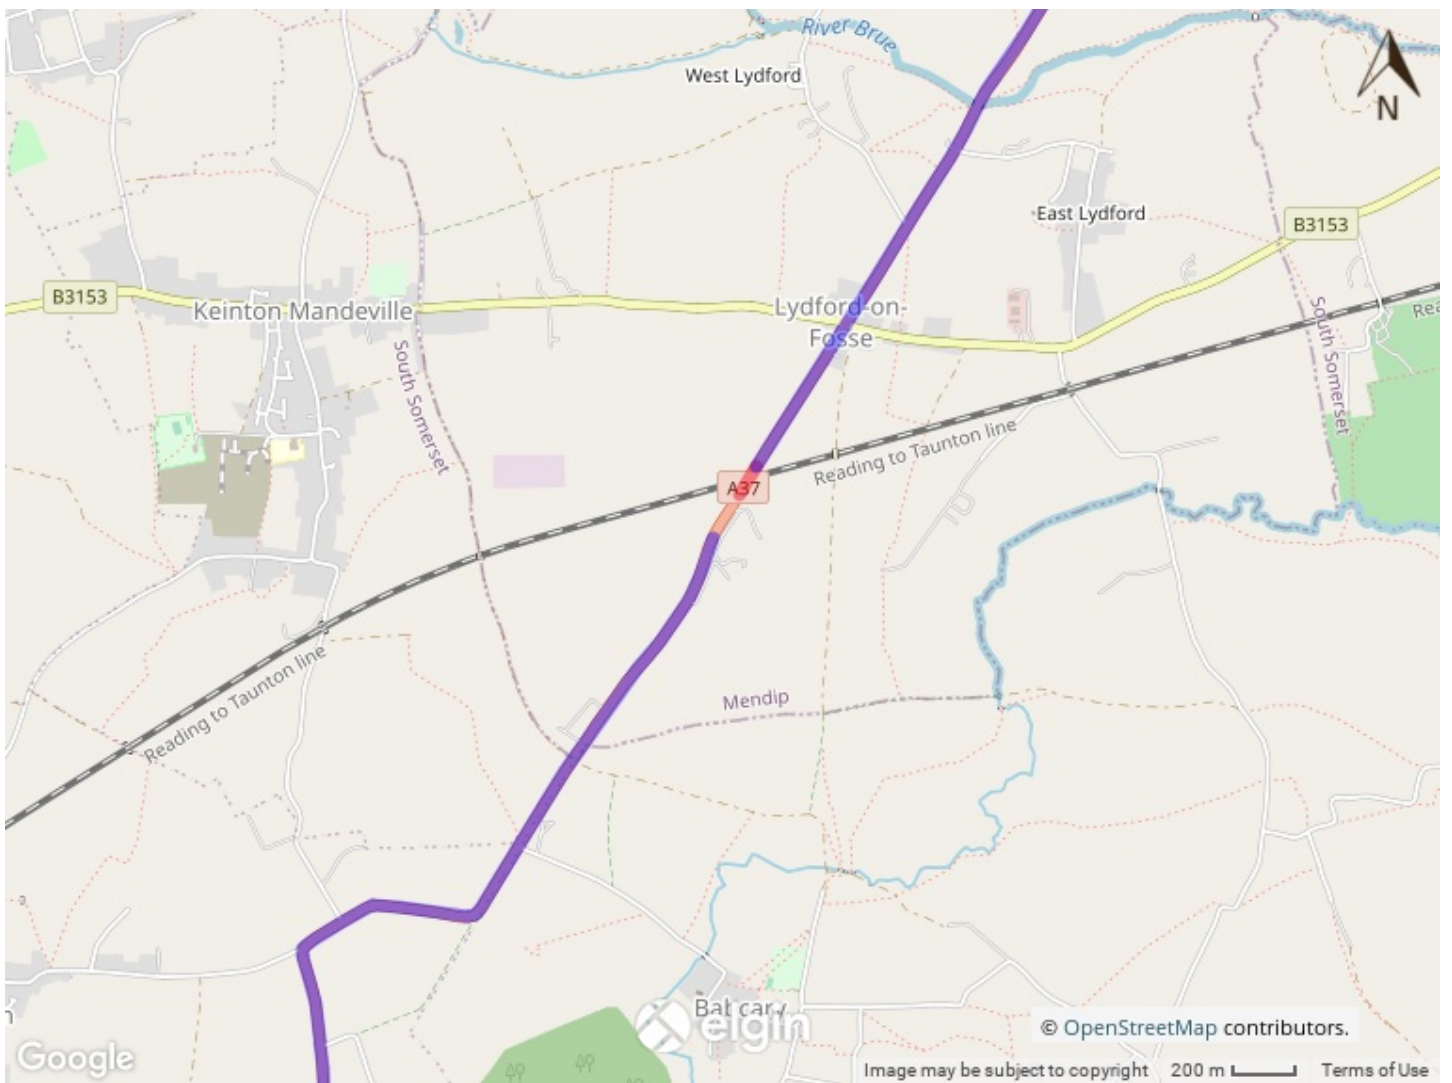 River Brue
West Lydford
N
East Lydford
B3153
B3153
Keinton Mandeville
Lydford-on-
Fosse
South Somerset
South Somerset
Rea
A37
Reading to Taunton line
Reading to Taunton line
Mendip
Babcary
elgin
© OpenStreetMap contributors.
Google
Image may be subject to copyright 200 m Terms of Use